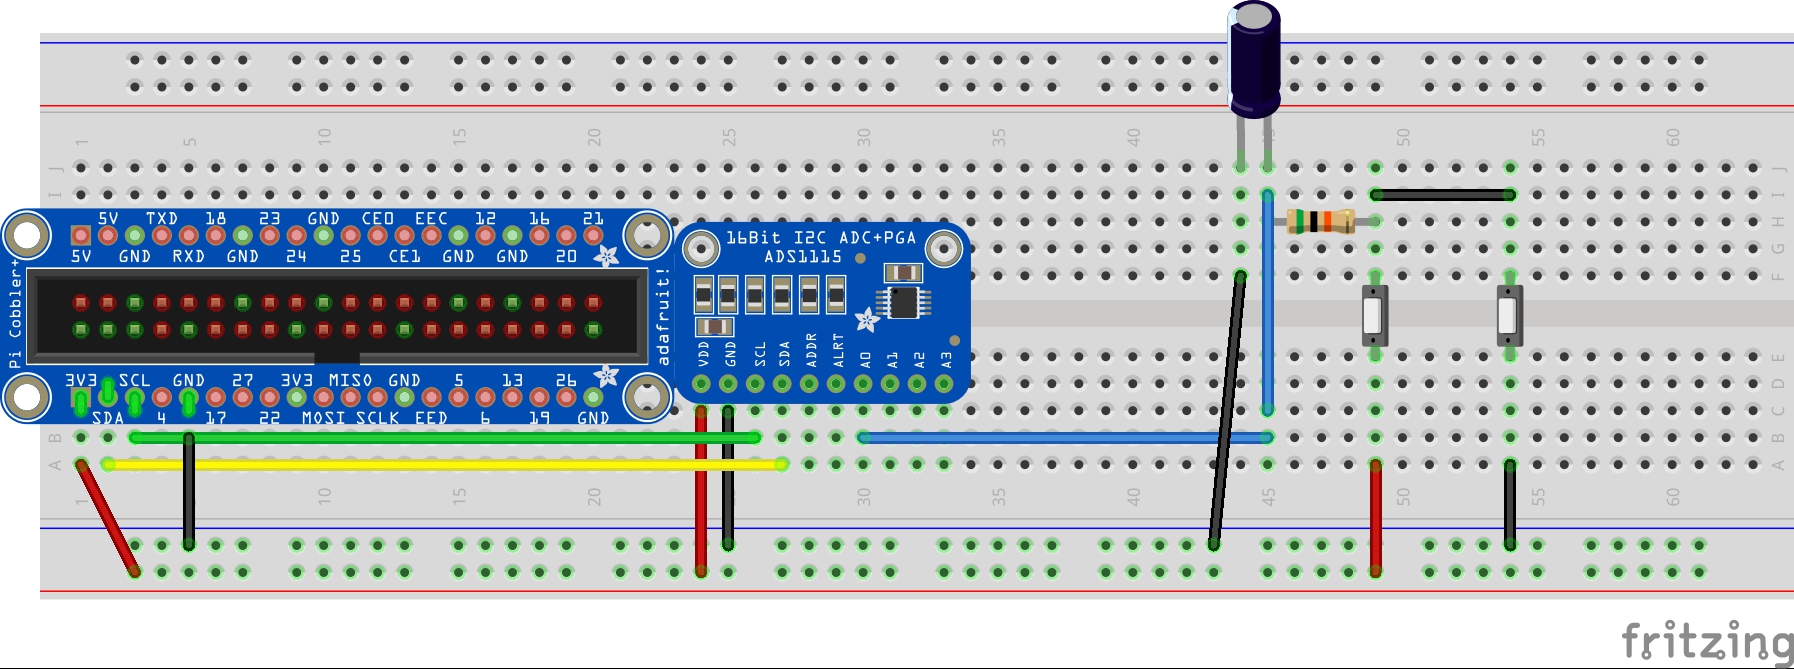 1 5 10 15 20 25 30 35 40 45 50 55 60
J J
I I
5V TXD 18 23 GND CE0 EEC 12 16 21
5V GND RXD GND 24 25 CE1 GND GND 20
H
G
F
16Bit I2C ADC+PGA
ADS1115
Pi Cobbler+
adafruit!
VDD GND SCL SDA ADDR ALRT A0 A1 A2 A3
E
D
C
3V3 SCL GND 27 3V3 MISO GND 5 13 26
SDA 4 17 22 MOSI SCLK EED 6 19 GND
B B
A A
1 10 15 20 30 35 40 45 50 55 60
fritzing